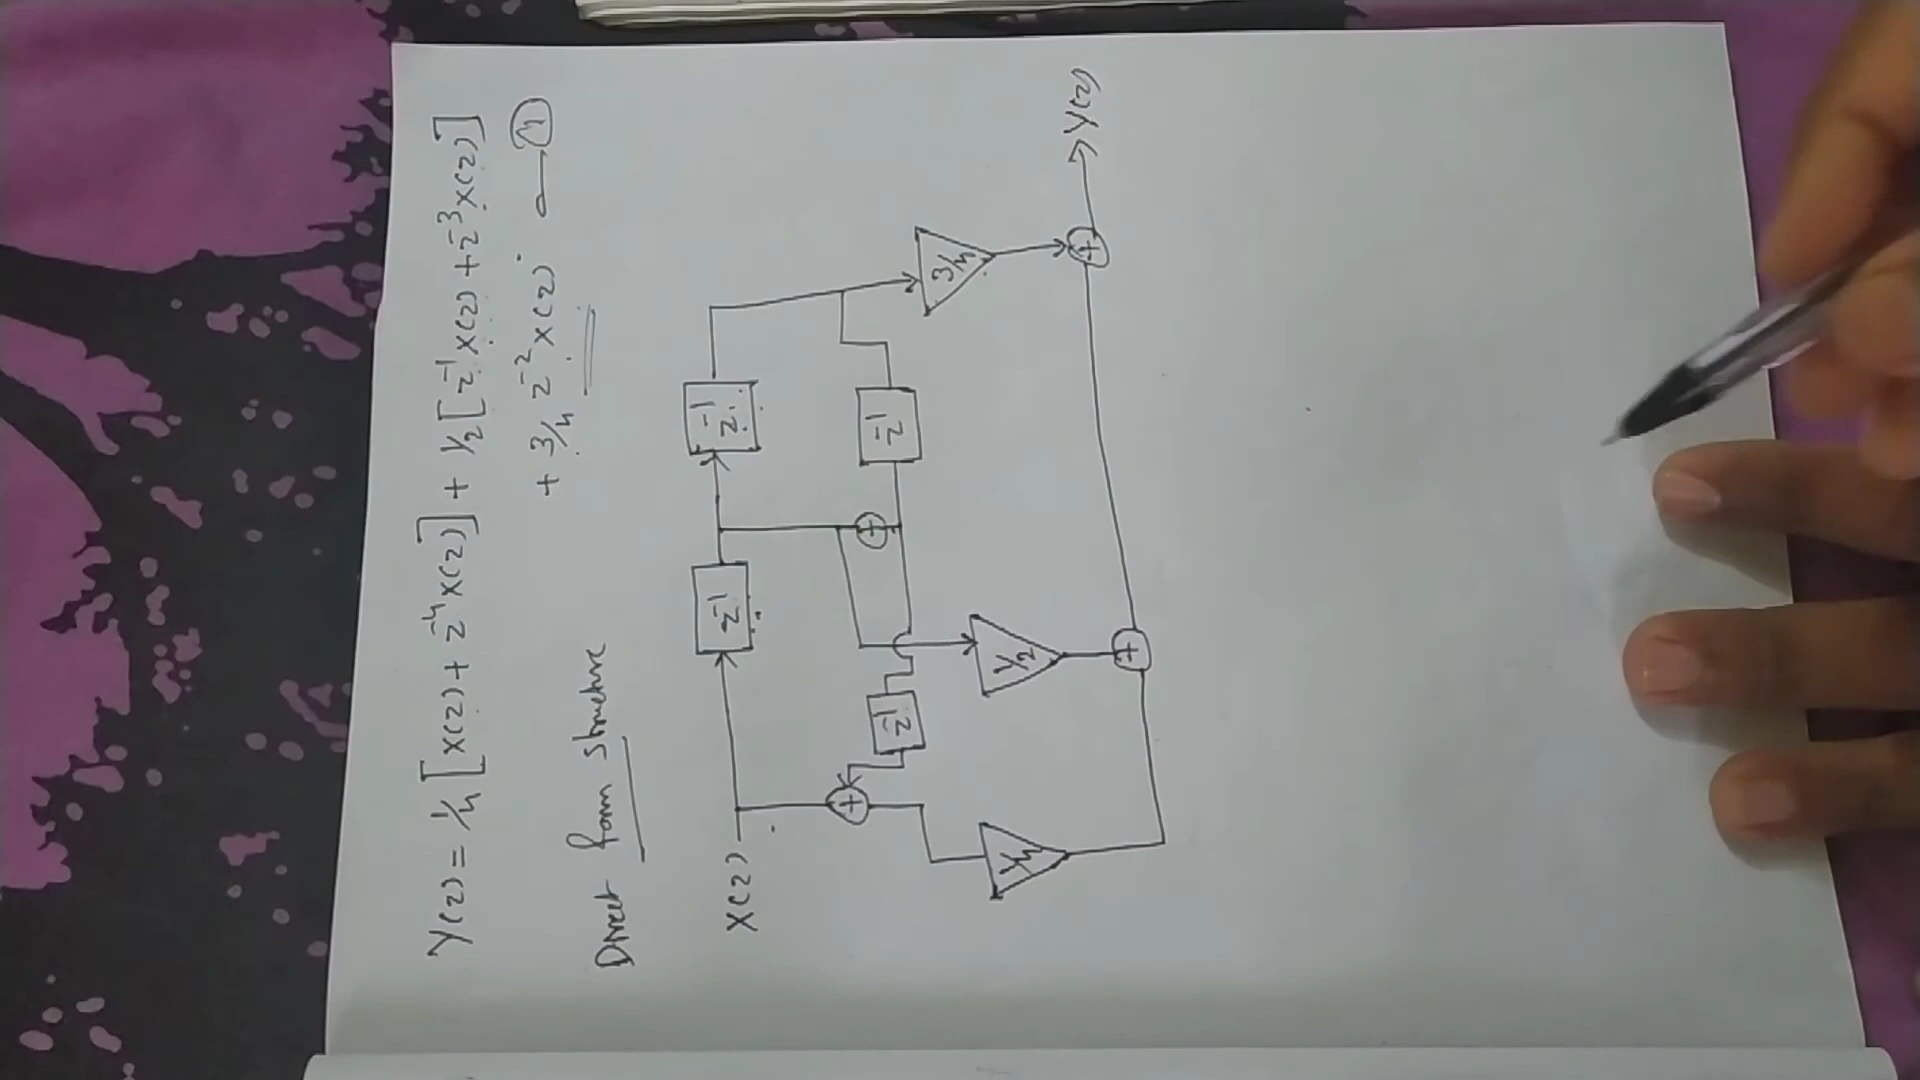 Y(z) = 1/4 [X(z) + z⁻⁴ X(z)] + 1/2 [z⁻¹ X(z) + z⁻³ X(z)]
+ 3/4 z⁻² X(z) — 1
Direct form structure
X(z) z⁻¹ z⁻¹
+ z⁻¹ + z⁻¹
1/4 1/2 3/4
+ + Y(z)